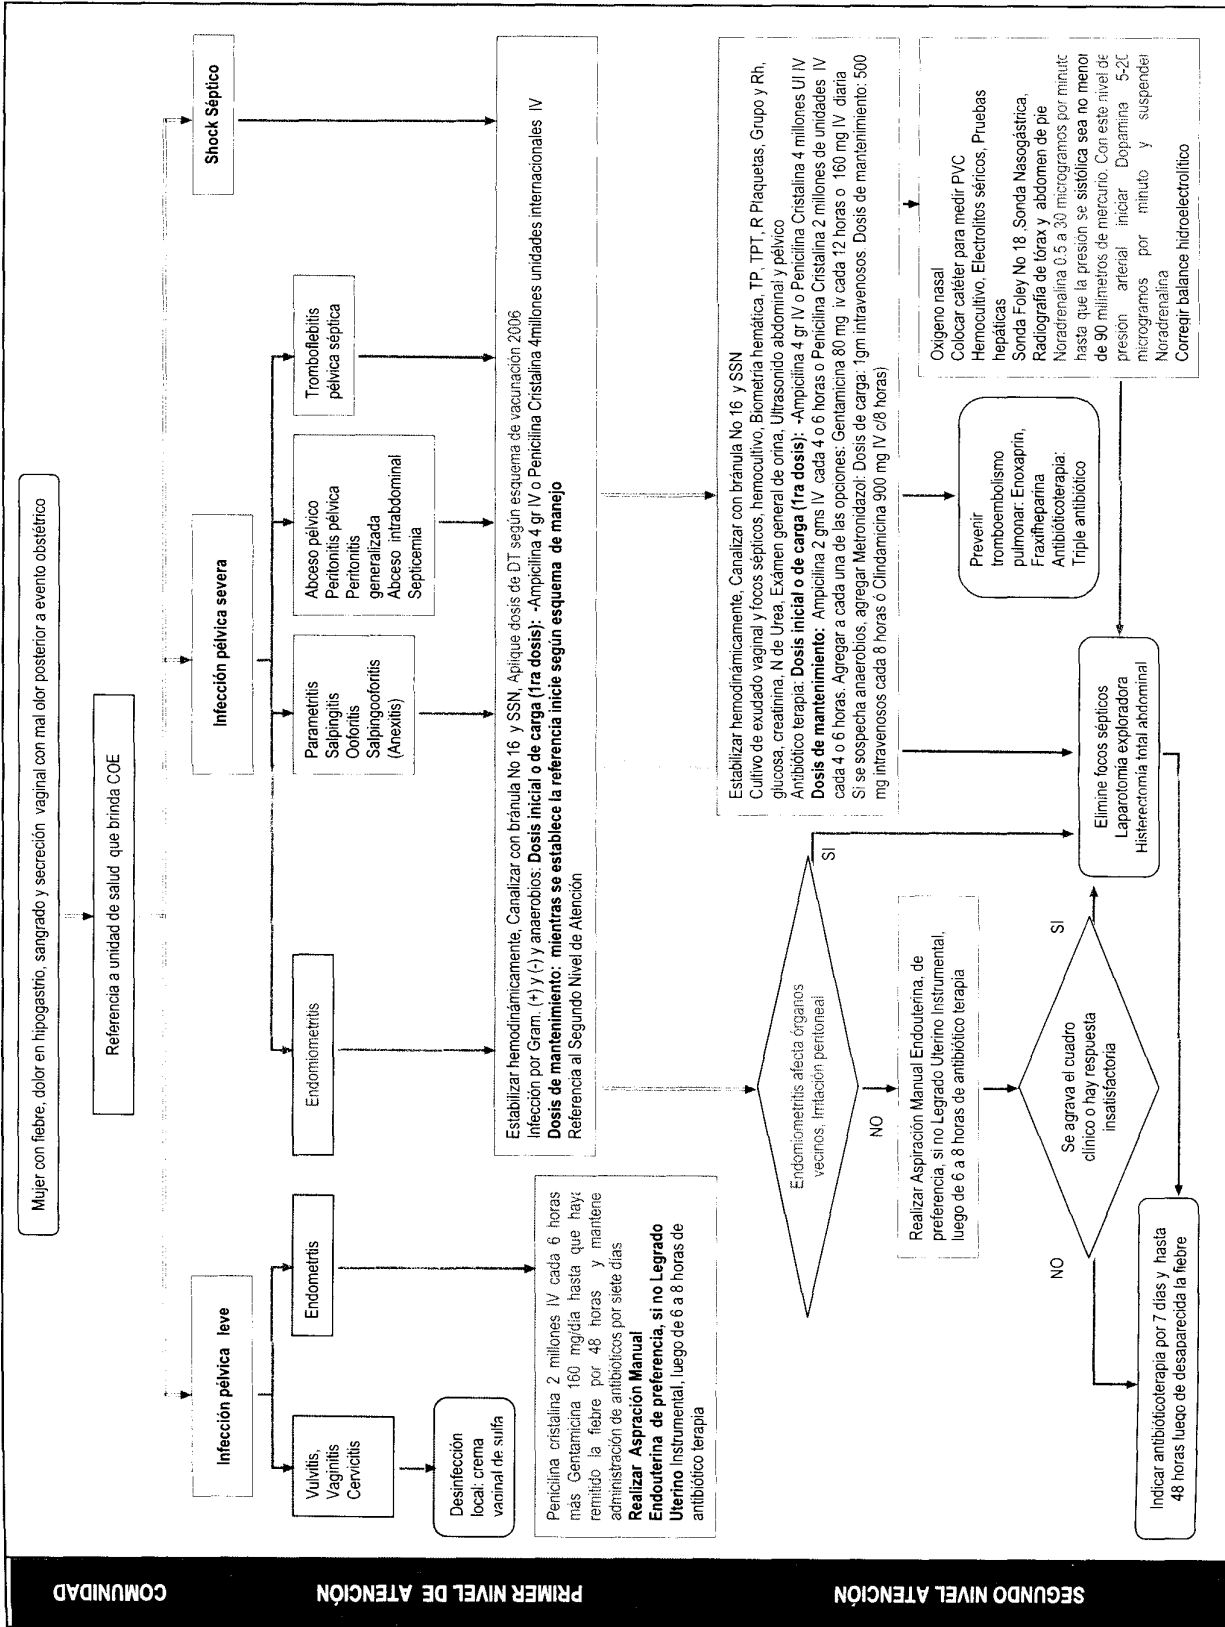 Mujer con fiebre, dolor en hipogastrio, sangrado y secreción vaginal con mal olor posterior a evento obstétrico
Referencia a unidad de salud que brinda COE
Infección pélvica leve
Infección pélvica severa
Shock Séptico
Vulvitis,
Vaginitis
Cervicitis
Endometrtis
Endomiometritis
Parametritis
Salpingitis
Ooforitis
Salpingooforitis
(Anexitis)
Abceso pélvico
Peritonitis pélvica
Peritonitis
generalizada
Abceso intrabdominal
Septicemia
Tromboflebitis
pélvica séptica
Desinfección
local: crema
vaginal de sulfa
Penicilina cristalina 2 millones IV cada 6 horas
más Gentamicina 160 mg/día hasta que haya
remitido la fiebre por 48 horas y mantene
administración de antibióticos por siete días
Realizar Aspración Manual
Endouterina de preferencia, si no Legrado
Uterino Instrumental, luego de 6 a 8 horas de
antibiótico terapia
Estabilizar hemodinámicamente, Canalizar con bránula No 16 y SSN, Aplique dosis de DT según esquema de vacunación 2006
Infección por Gram. (+) y (-) y anaerobios: Dosis inicial o de carga (1ra dosis): -Ampicilina 4 gr IV o Penicilina Cristalina 4millones unidades internacionales IV
Dosis de mantenimiento: mientras se establece la referencia inicie según esquema de manejo
Referencia al Segundo Nivel de Atención
Endomiometritis afecta órganos
vecinos, Irritación peritoneal
SI
NO
Realizar Aspiración Manual Endouterina, de
preferencia, si no Legrado Uterino Instrumental,
luego de 6 a 8 horas de antibiótico terapia
Se agrava el cuadro
clínico o hay respuesta
insatisfactoria
NO
SI
Indicar antibióticoterapia por 7 días y hasta
48 horas luego de desaparecida la fiebre
Estabilizar hemodinámicamente, Canalizar con bránula No 16 y SSN
Cultivo de exudado vaginal y focos sépticos, hemocultivo, Biometría hemática, TP, TPT, R Plaquetas, Grupo y Rh,
glucosa, creatinina, N de Urea, Exámen general de orina, Ultrasonido abdominal y pélvico
Antibiótico terapia: Dosis inicial o de carga (1ra dosis): -Ampicilina 4 gr IV o Penicilina Cristalina 4 millones UI IV
Dosis de mantenimiento: Ampicilina 2 gms IV cada 4 o 6 horas o Penicilina Cristalina 2 millones de unidades IV
cada 4 o 6 horas. Agregar a cada una de las opciones: Gentamicina 80 mg iv cada 12 horas o 160 mg IV diaria
Si se sospecha anaerobios, agregar Metronidazol: Dosis de carga: 1gm intravenosos. Dosis de mantenimiento: 500
mg intravenosos cada 8 horas ó Clindamicina 900 mg IV c/8 horas)
Elimine focos sépticos
Laparotomía exploradora
Histerectomía total abdominal
Prevenir
tromboembolismo
pulmonar: Enoxaprin,
Fraxifheparina
Antibióticoterapia:
Triple antibiótico
Oxigeno nasal
Colocar catéter para medir PVC
Hemocultivo, Electrolitos séricos, Pruebas
hepáticas
Sonda Foley No 18 ,Sonda Nasogástrica,
Radiografía de tórax y abdomen de pie
Noradrenalina 0.5 a 30 microgramos por minuto
hasta que la presión se sistólica sea no menor
de 90 milímetros de mercurio. Con este nivel de
presión arterial iniciar Dopamina 5-20
microgramos por minuto y suspender
Noradrenalina
Corregir balance hidroelectrolítico
COMUNIDAD
PRIMER NIVEL DE ATENCIÓN
SEGUNDO NIVEL ATENCIÓN